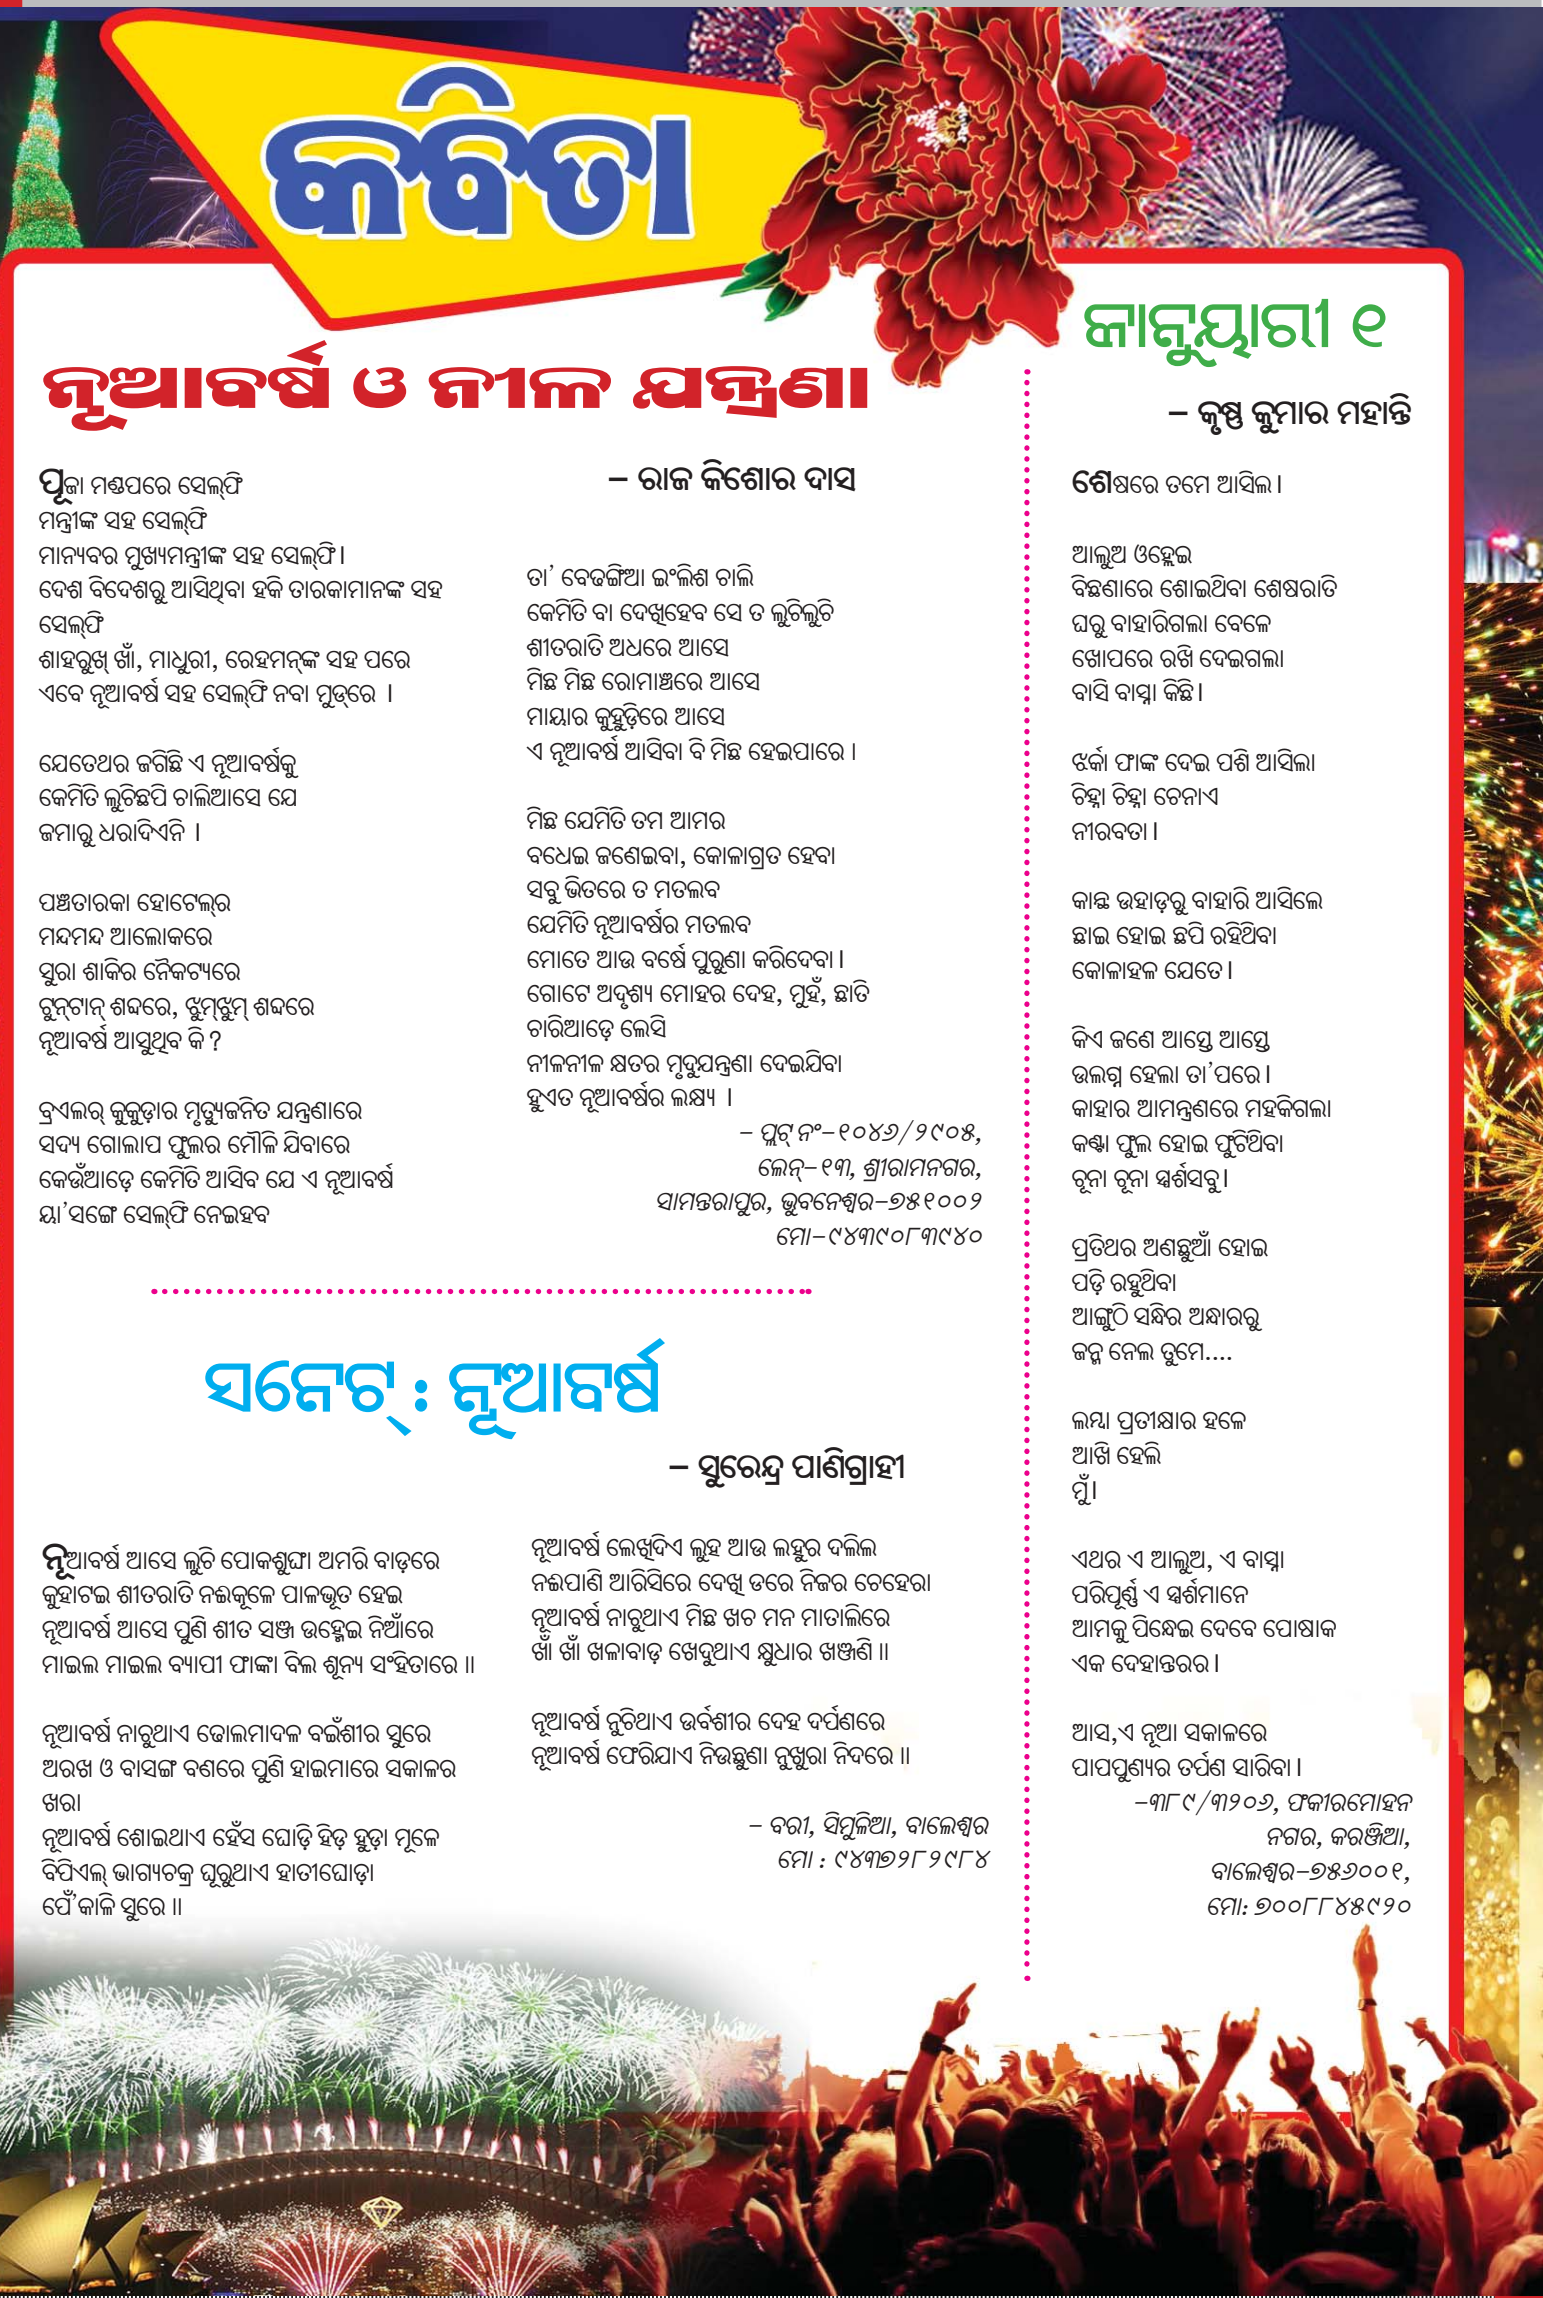 କବିତା
ନୂଆବର୍ଷ ଓ ନୀଳ ଯନ୍ତ୍ରଣା
– ରାଜ କିଶୋର ଦାସ
ପୂଜା ମଣ୍ଡପରେ ସେଲ୍‌ଫି
ମନ୍ତ୍ରୀଙ୍କ ସହ ସେଲ୍‌ଫି
ମାନ୍ୟବର ମୁଖ୍ୟମନ୍ତ୍ରୀଙ୍କ ସହ ସେଲ୍‌ଫି।
ଦେଶ ବିଦେଶରୁ ଆସିଥିବା ହକି ତାରକାମାନଙ୍କ ସହ
ସେଲ୍‌ଫି
ଶାହରୁଖ୍ ଖାଁ, ମାଧୁରୀ, ରେହମନ୍‌ଙ୍କ ସହ ପରେ
ଏବେ ନୂଆବର୍ଷ ସହ ସେଲ୍‌ଫି ନବା ମୁଡ୍‌ରେ ।
ଯେତେଥର ଜଗିଛି ଏ ନୂଆବର୍ଷକୁ
କେମିତି ଲୁଚିଛପି ଚାଲିଆସେ ଯେ
ଜମାରୁ ଧରାଦିଏନି ।
ପଞ୍ଚତାରକା ହୋଟେଲ୍‌ର
ମନ୍ଦମନ୍ଦ ଆଲୋକରେ
ସୁରା ଶାକିର ନୈକଟ୍ୟରେ
ଟୁନ୍‌ଟାନ୍ ଶବ୍ଦରେ, ଝୁମ୍‌ଝୁମ୍ ଶବ୍ଦରେ
ନୂଆବର୍ଷ ଆସୁଥିବ କି ?
ବ୍ରଏଲର୍ କୁକୁଡ଼ାର ମୃତ୍ୟୁଜନିତ ଯନ୍ତ୍ରଣାରେ
ସଦ୍ୟ ଗୋଲାପ ଫୁଲର ମୌଳି ଯିବାରେ
କେଉଁଆଡ଼େ କେମିତି ଆସିବ ଯେ ଏ ନୂଆବର୍ଷ
ୟା’ସଙ୍ଗେ ସେଲ୍‌ଫି ନେଇହବ
ତା’ ବେଢଙ୍ଗିଆ ଇଂଲିଶ ଚାଲି
କେମିତି ବା ଦେଖିହେବ ସେ ତ ଲୁଚିଲୁଚି
ଶୀତରାତି ଅଧରେ ଆସେ
ମିଛ ମିଛ ରୋମାଞ୍ଚରେ ଆସେ
ମାୟାର କୁହୁଡ଼ିରେ ଆସେ
ଏ ନୂଆବର୍ଷ ଆସିବା ବି ମିଛ ହେଇପାରେ ।
ମିଛ ଯେମିତି ତମ ଆମର
ବଧେଇ ଜଣେଇବା, କୋଳାଗ୍ରତ ହେବା
ସବୁ ଭିତରେ ତ ମତଲବ
ଯେମିତି ନୂଆବର୍ଷର ମତଲବ
ମୋତେ ଆଉ ବର୍ଷେ ପୁରୁଣା କରିଦେବା।
ଗୋଟେ ଅଦୃଶ୍ୟ ମୋହର ଦେହ, ମୁହଁ, ଛାତି
ଚାରିଆଡ଼େ ଲେସି
ନୀଳନୀଳ କ୍ଷତର ମୃଦୁଯନ୍ତ୍ରଣା ଦେଇଯିବା
ହୁଏତ ନୂଆବର୍ଷର ଲକ୍ଷ୍ୟ ।
– ପ୍ଲଟ୍ ନଂ–୧୦୪୬/୨୯୦୫,
ଲେନ୍–୧୩, ଶ୍ରୀରାମନଗର,
ସାମନ୍ତରାପୁର, ଭୁବନେଶ୍ୱର–୭୫୧୦୦୨
ମୋ–୯୪୩୯୦୮୩୯୪୦
ସନେଟ୍ : ନୂଆବର୍ଷ
– ସୁରେନ୍ଦ୍ର ପାଣିଗ୍ରାହୀ
ନୂଆବର୍ଷ ଆସେ ଲୁଚି ପୋକଶୁଙ୍ଘା ଅମରି ବାଡ଼ରେ
କୁହାଟଇ ଶୀତରାତି ନଈକୂଳେ ପାଳଭୂତ ହେଇ
ନୂଆବର୍ଷ ଆସେ ପୁଣି ଶୀତ ସଞ୍ଜ ଉହ୍ମେଇ ନିଆଁରେ
ମାଇଲ ମାଇଲ ବ୍ୟାପୀ ଫାଙ୍କା ବିଲ ଶୂନ୍ୟ ସଂହିତାରେ ॥
ନୂଆବର୍ଷ ନାଚୁଥାଏ ଢୋଲମାଦଳ ବଇଁଶୀର ସୁରେ
ଅରଖ ଓ ବାସଙ୍ଗ ବଣରେ ପୁଣି ହାଇମାରେ ସକାଳର
ଖରା
ନୂଆବର୍ଷ ଶୋଇଥାଏ ହେଁସ ଘୋଡ଼ି ହିଡ଼ ହୁଡ଼ା ମୂଳେ
ବିପିଏଲ୍ ଭାଗ୍ୟଚକ୍ର ଘୂରୁଥାଏ ହାତୀଘୋଡ଼ା
ପେଁ’କାଳି ସୁରେ ॥
ନୂଆବର୍ଷ ଲେଖିଦିଏ ଲୁହ ଆଉ ଲହୁର ଦଲିଲ
ନଈପାଣି ଆରିସିରେ ଦେଖି ଡରେ ନିଜର ଚେହେରା
ନୂଆବର୍ଷ ନାଚୁଥାଏ ମିଛ ଖଚ ମନ ମାତାଲିରେ
ଖାଁ ଖାଁ ଖଳାବାଡ଼ ଖେଦୁଥାଏ କ୍ଷୁଧାର ଖଞ୍ଜଣି ॥
ନୂଆବର୍ଷ ନୁଚିଥାଏ ଉର୍ବଶୀର ଦେହ ଦର୍ପଣରେ
ନୂଆବର୍ଷ ଫେରିଯାଏ ନିଉଛୁଣା ନୁଖୁରା ନିଦରେ ॥
– ବରୀ, ସିମୁଳିଆ, ବାଲେଶ୍ୱର
ମୋ : ୯୪୩୭୨୮୨୯୮୪
ଜାନୁୟାରୀ ୧
– କୃଷ୍ଣ କୁମାର ମହାନ୍ତି
ଶେଷରେ ତମେ ଆସିଲ।
ଆଲୁଅ ଓହ୍ଲେଇ
ବିଛଣାରେ ଶୋଇଥିବା ଶେଷରାତି
ଘରୁ ବାହାରିଗଲା ବେଳେ
ଖୋପରେ ରଖି ଦେଇଗଲା
ବାସି ବାସ୍ନା କିଛି।
ଝର୍କା ଫାଙ୍କ ଦେଇ ପଶି ଆସିଲା
ଚିହ୍ନା ଚିହ୍ନା ଚେନାଏ
ନୀରବତା।
କାନ୍ଥ ଉହାଡ଼ରୁ ବାହାରି ଆସିଲେ
ଛାଇ ହୋଇ ଛପି ରହିଥିବା
କୋଳାହଳ ଯେତେ।
କିଏ ଜଣେ ଆସ୍ତେ ଆସ୍ତେ
ଉଲଗ୍ନ ହେଲା ତା’ପରେ।
କାହାର ଆମନ୍ତ୍ରଣରେ ମହକିଗଲା
କଣ୍ଟା ଫୁଲ ହୋଇ ଫୁଟିଥିବା
ଚୂନା ଚୂନା ସ୍ପର୍ଶସବୁ।
ପ୍ରତିଥର ଅଣଛୁଆଁ ହୋଇ
ପଡ଼ି ରହୁଥିବା
ଆଙ୍ଗୁଠି ସନ୍ଧିର ଅନ୍ଧାରରୁ
ଜନ୍ମ ନେଲ ତୁମେ....
ଲମ୍ବା ପ୍ରତୀକ୍ଷାର ହଳେ
ଆଖି ହେଲି
ମୁଁ।
ଏଥର ଏ ଆଲୁଅ, ଏ ବାସ୍ନା
ପରିପୂର୍ଣ୍ଣ ଏ ସ୍ପର୍ଶମାନେ
ଆମକୁ ପିନ୍ଧେଇ ଦେବେ ପୋଷାକ
ଏକ ଦେହାନ୍ତରର।
ଆସ,ଏ ନୂଆ ସକାଳରେ
ପାପପୁଣ୍ୟର ତର୍ପଣ ସାରିବା।
–୩୮୯/୩୨୦୬, ଫକୀରମୋହନ
ନଗର, କରଞ୍ଜିଆ,
ବାଲେଶ୍ୱର–୭୫୬୦୦୧,
ମୋ: ୭୦୦୮୮୪୫୯୨୦